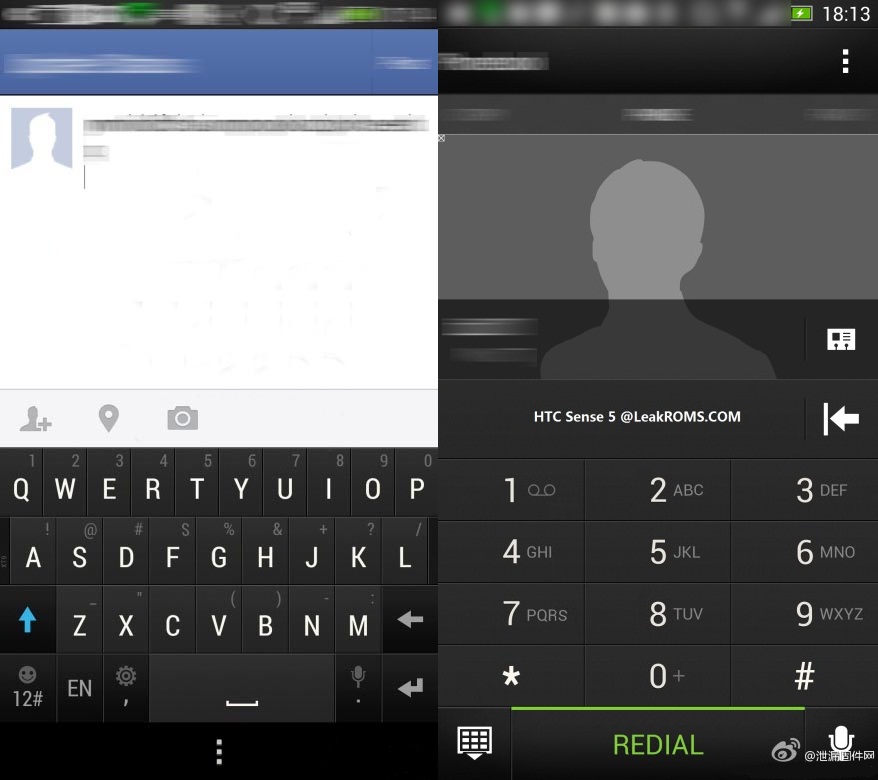 1 2 3 4 5 6 7 8 9 0
Q W E R T Y U I O P
! @ # $ % & + ? /
A S D F G H J K L
_ " ( ) - :
Z X C V B N M
12# EN , .
18:13
HTC Sense 5 @LeakROMS.COM
1 2 ABC 3 DEF
4 GHI 5 JKL 6 MNO
7 PQRS 8 TUV 9 WXYZ
* 0 + #
REDIAL
@泄漏固件网